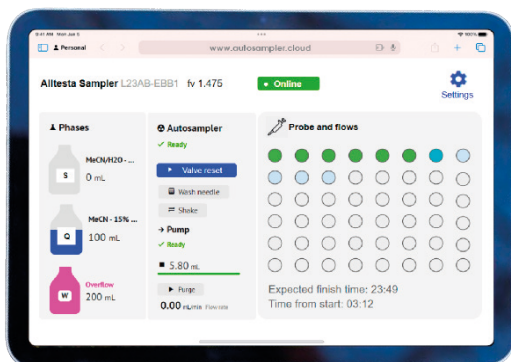 9:41 AM Mon Jun 5
100%
Personal
www.autosampler.cloud
Alltesta Sampler L23AB-EBB1 fv 1.475
Online
Settings
Phases
MeCN/H2O - ...
S
0 mL
MeCN - 15% ...
Q
100 mL
Overflow
W
200 mL
Autosampler
Ready
Valve reset
Wash needle
Shake
Pump
Ready
5.80 mL
Purge
0.00 mL/min Flowrate
Probe and flows
Expected finish time: 23:49
Time from start: 03:12